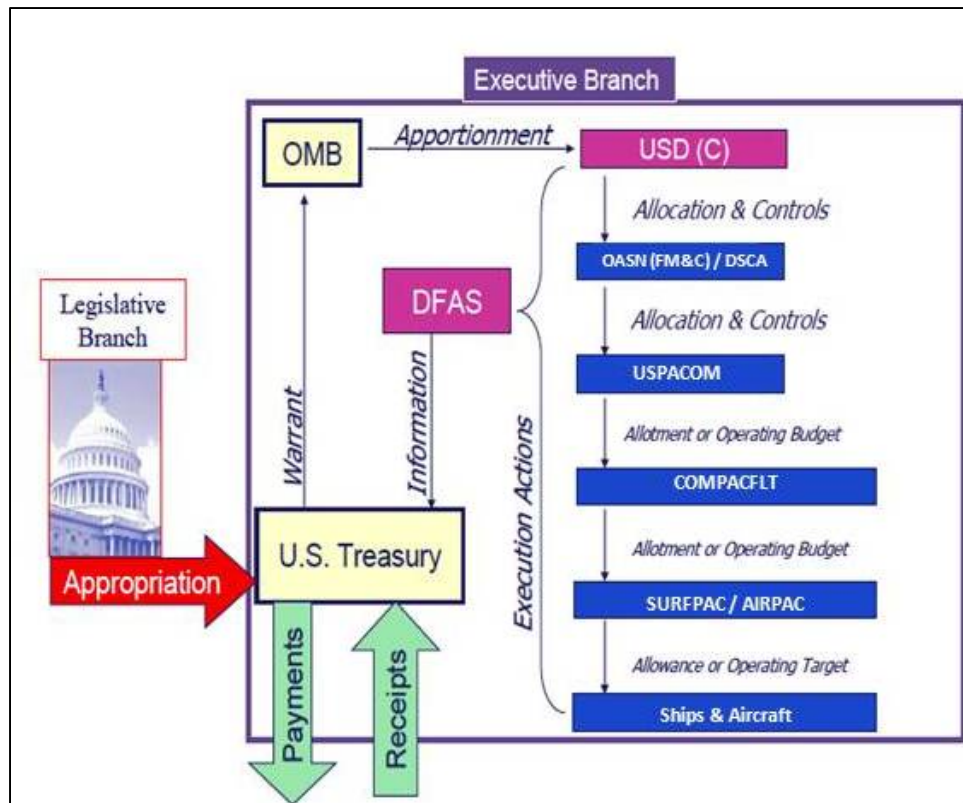 Executive Branch
OMB
Apportionment
USD (C)
Allocation & Controls
OASN (FM&C) / DSCA
DFAS
Legislative
Branch
Allocation & Controls
USPACOM
Warrant
Information
Execution Actions
Allotment or Operating Budget
COMPACFLT
U.S. Treasury
Allotment or Operating Budget
Appropriation
SURFPAC / AIRPAC
Payments
Receipts
Allowance or Operating Target
Ships & Aircraft